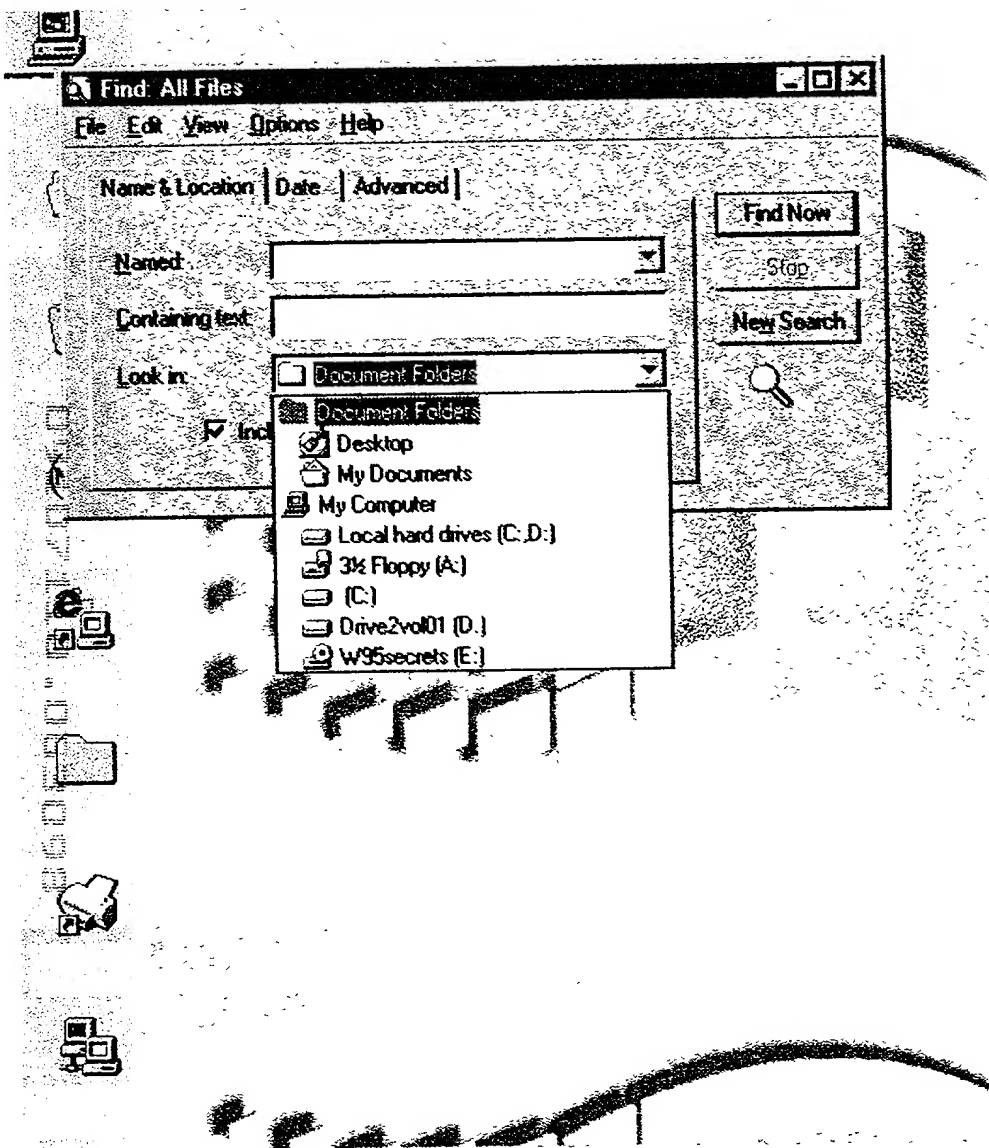 Find: All Files
File Edit View Options Help
Name & Location Date Advanced
Find Now
Named:
Stop
Containing text:
New Search
Look in: Document Folders
Document Folders
Incl
Desktop
My Documents
My Computer
Local hard drives (C:,D:)
3½ Floppy (A:)
(C:)
Drive2vol01 (D:)
W95secrets (E:)